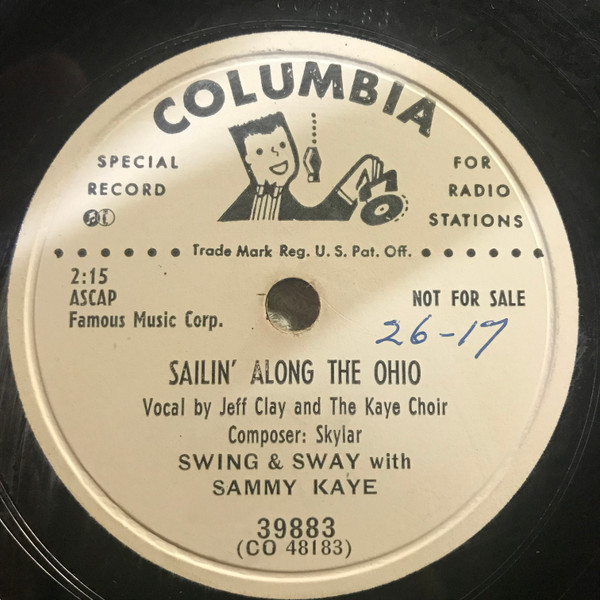 COLUMBIA
SPECIAL RECORD
FOR RADIO STATIONS
Trade Mark Reg. U. S. Pat. Off.
2:15
ASCAP
Famous Music Corp.
NOT FOR SALE
26-17
SAILIN' ALONG THE OHIO
Vocal by Jeff Clay and The Kaye Choir
Composer: Skylar
SWING & SWAY with
SAMMY KAYE
39883
(CO 48183)